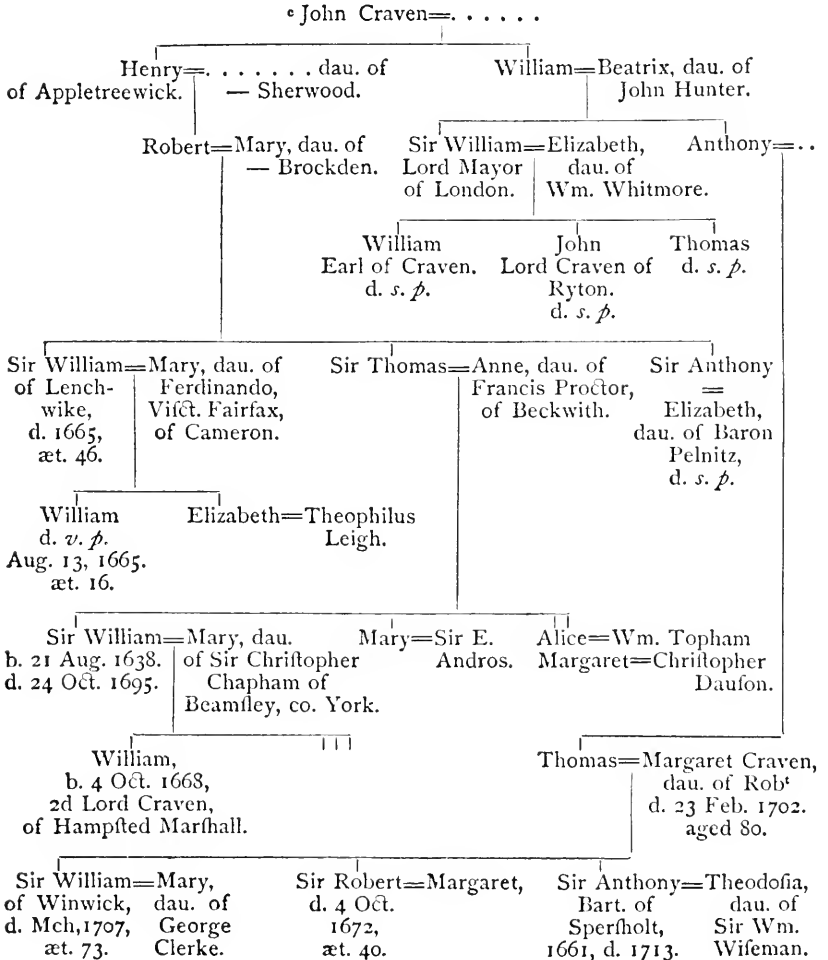 ᶜ John Craven=. . . . . .
Henry=. . . . . . . dau. of
of Appletreewick. — Sherwood.
William=Beatrix, dau. of
John Hunter.
Robert=Mary, dau. of
— Brockden.
Sir William=Elizabeth,
Lord Mayor dau. of
of London. Wm. Whitmore.
Anthony=. .
William
Earl of Craven.
d. s. p.
John
Lord Craven of
Ryton.
d. s. p.
Thomas
d. s. p.
Sir William=Mary, dau. of
of Lench- Ferdinando,
wike, Viſct. Fairfax,
d. 1665, of Cameron.
æt. 46.
Sir Thomas=Anne, dau. of
Francis Proctor,
of Beckwith.
Sir Anthony
=
Elizabeth,
dau. of Baron
Pelnitz,
d. s. p.
William
d. v. p.
Aug. 13, 1665.
æt. 16.
Elizabeth=Theophilus
Leigh.
Sir William=Mary, dau.
b. 21 Aug. 1638. of Sir Chriſtopher
d. 24 Oct. 1695. Chapham of
Beamſley, co. York.
Mary=Sir E.
Andros.
Alice=Wm. Topham
Margaret=Chriſtopher
Dauſon.
William,
b. 4 Oct. 1668,
2d Lord Craven,
of Hampſted Marſhall.
Thomas=Margaret Craven,
dau. of Robᵗ
d. 23 Feb. 1702.
aged 80.
Sir William=Mary,
of Winwick, dau. of
d. Mch, 1707, George
æt. 73. Clerke.
Sir Robert=Margaret,
d. 4 Oct.
1672,
æt. 40.
Sir Anthony=Theodoſia,
Bart. of dau. of
Sperſholt, Sir Wm.
1661, d. 1713. Wiſeman.